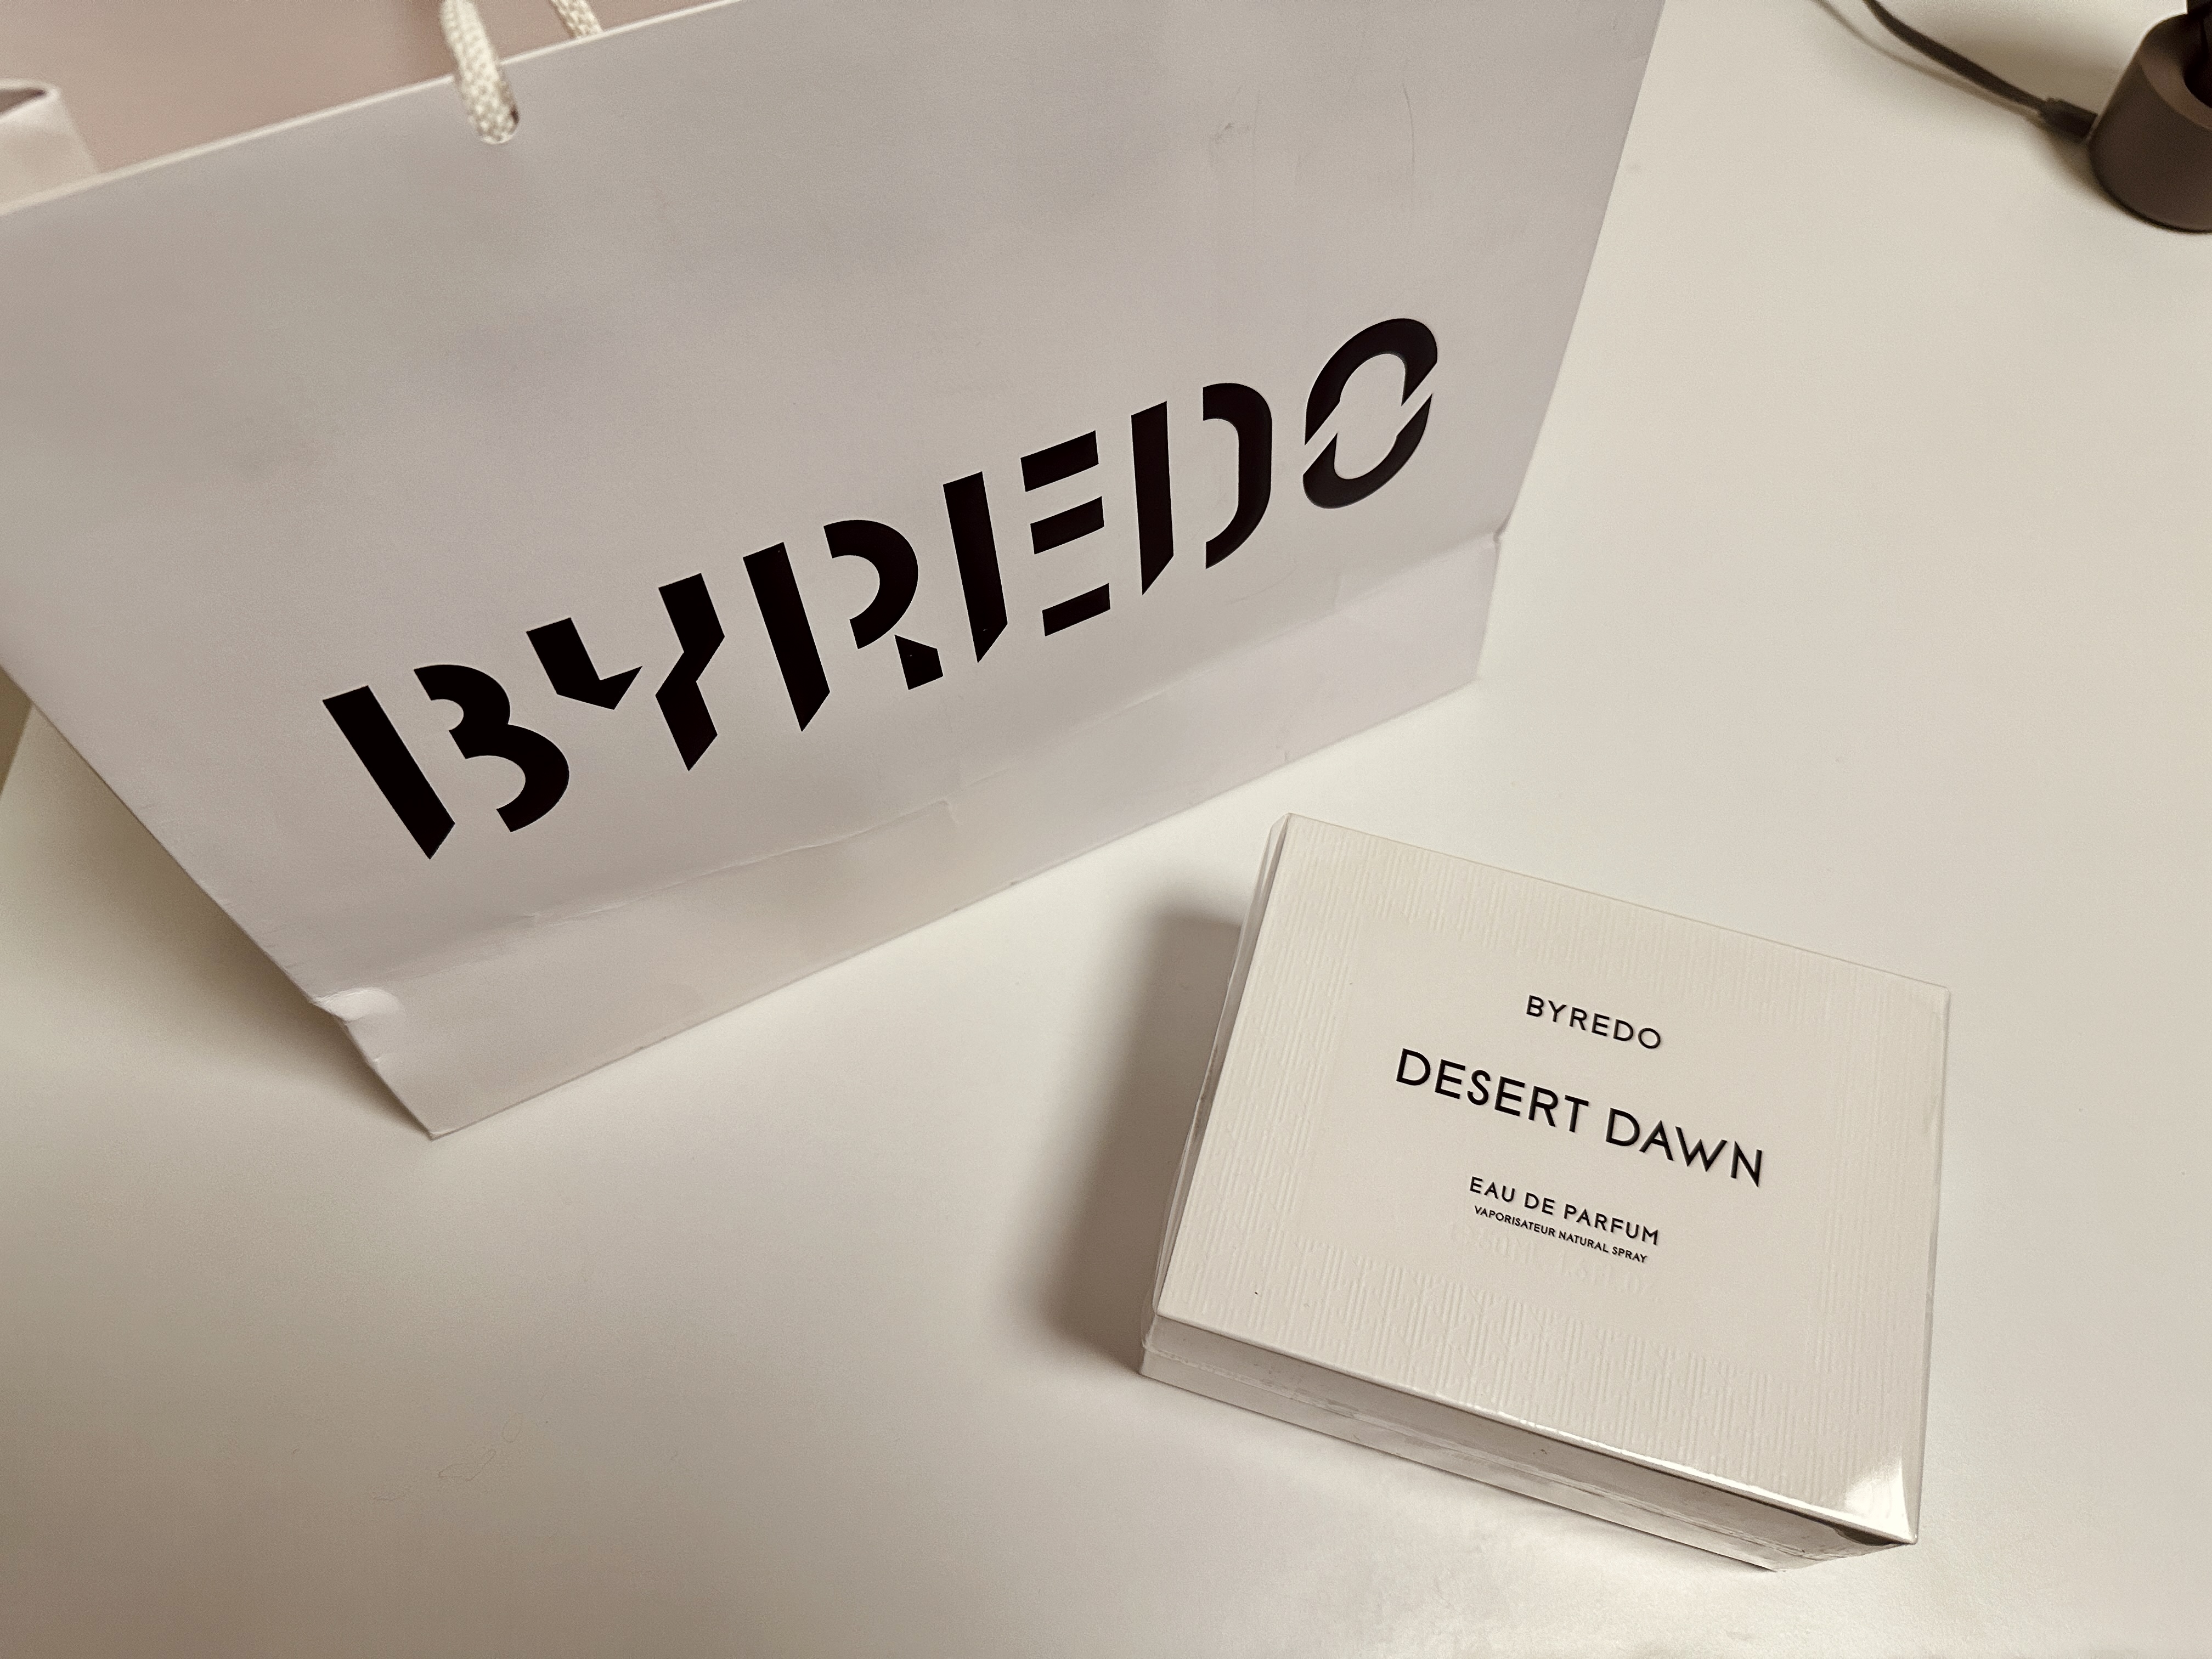 BYREDO
BYREDO
DESERT DAWN
EAU DE PARFUM
VAPORISATEUR NATURAL SPRAY